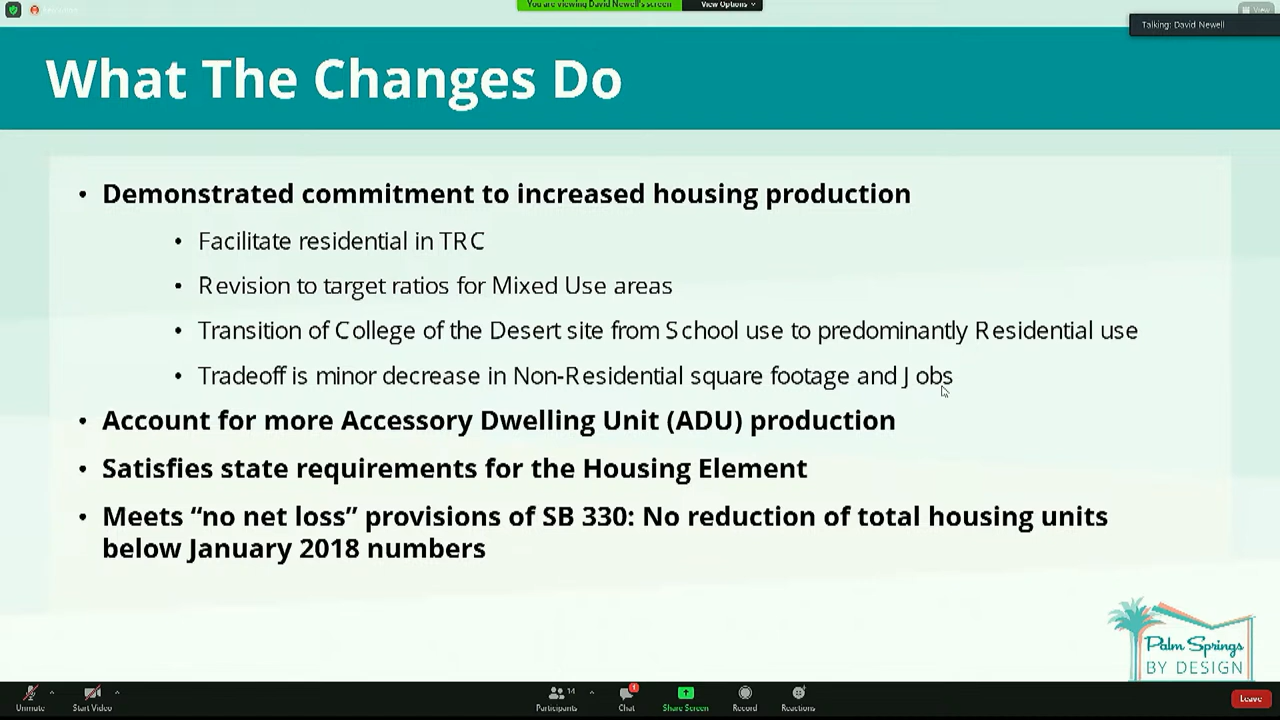 You are viewing David Newell's screen
View Options
View
Talking: David Newell
What The Changes Do
• Demonstrated commitment to increased housing production
• Facilitate residential in TRC
• Revision to target ratios for Mixed Use areas
• Transition of College of the Desert site from School use to predominantly Residential use
• Tradeoff is minor decrease in Non-Residential square footage and Jobs
• Account for more Accessory Dwelling Unit (ADU) production
• Satisfies state requirements for the Housing Element
• Meets “no net loss” provisions of SB 330: No reduction of total housing units
below January 2018 numbers
Palm Springs
BY DESIGN
Unmute
Start Video
Participants
14
Chat
1
Share Screen
Record
Reactions
Leave